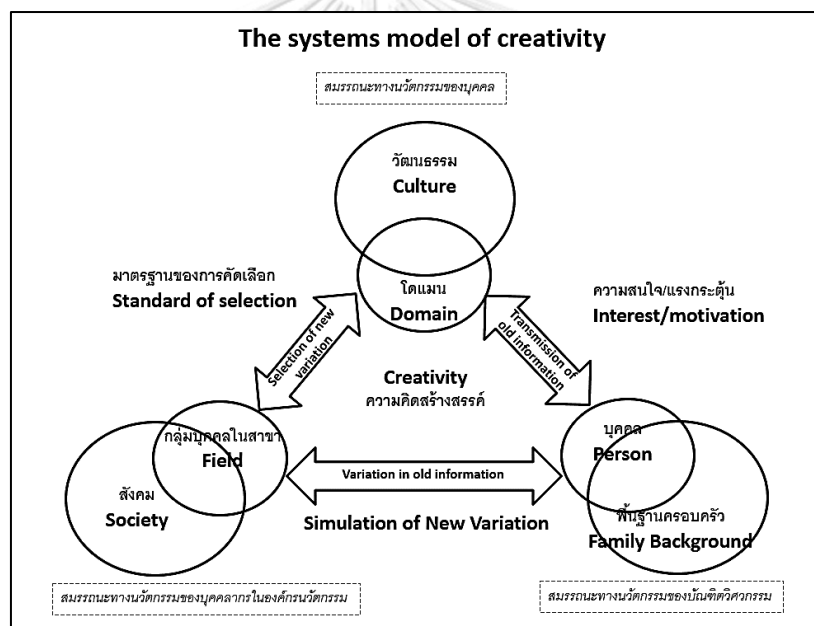 The systems model of creativity
สมรรถนะทางนวัตกรรมของบุคคล
วัฒนธรรม
Culture
โดแมน
Domain
มาตรฐานของการคัดเลือก
Standard of selection
ความสนใจ/แรงกระตุ้น
Interest/motivation
Selection of new
variation
Transmission of
old information
Creativity
ความคิดสร้างสรรค์
กลุ่มบุคคลในสาขา
Field
บุคคล
Person
สังคม
Society
Variation in old information
Simulation of New Variation
พื้นฐานครอบครัว
Family Background
สมรรถนะทางนวัตกรรมของบุคคลากรในองค์กรนวัตกรรม
สมรรถนะทางนวัตกรรมของบัณฑิตวิศวกรรม